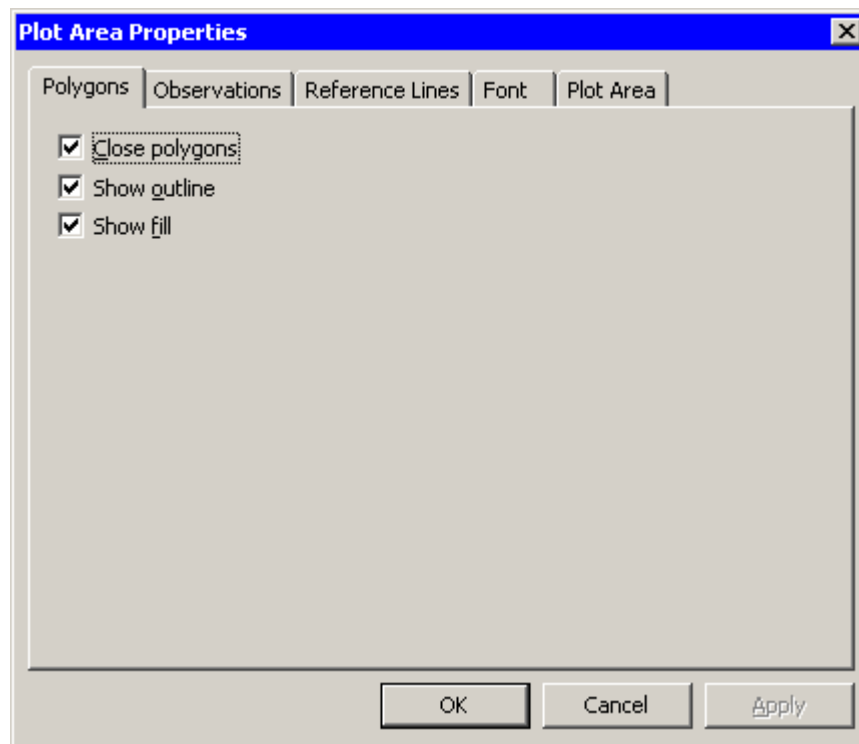 Plot Area Properties
Polygons Observations Reference Lines Font Plot Area
Close polygons
Show outline
Show fill
OK Cancel Apply